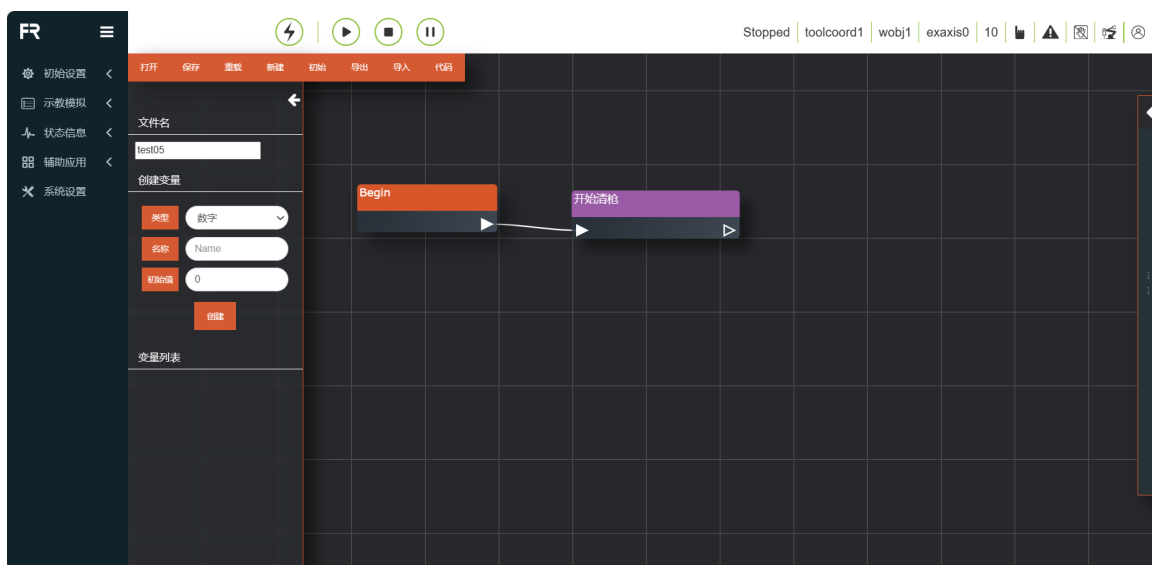 FR
Stopped toolcoord1 wobj1 exaxis0 10
初始设置
示教模拟
状态信息
辅助应用
系统设置
打开 保存 重载 新建 初始 导出 导入 代码
文件名
test05
创建变量
类型 数字
名称 Name
初始值 0
创建
变量列表
Begin
开始清枪
1
1